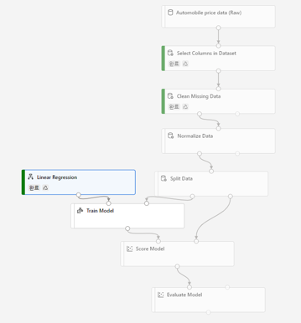 Automobile price data (Raw)
Select Columns in Dataset
Clean Missing Data
Normalize Data
Split Data
Linear Regression
Train Model
Score Model
Evaluate Model